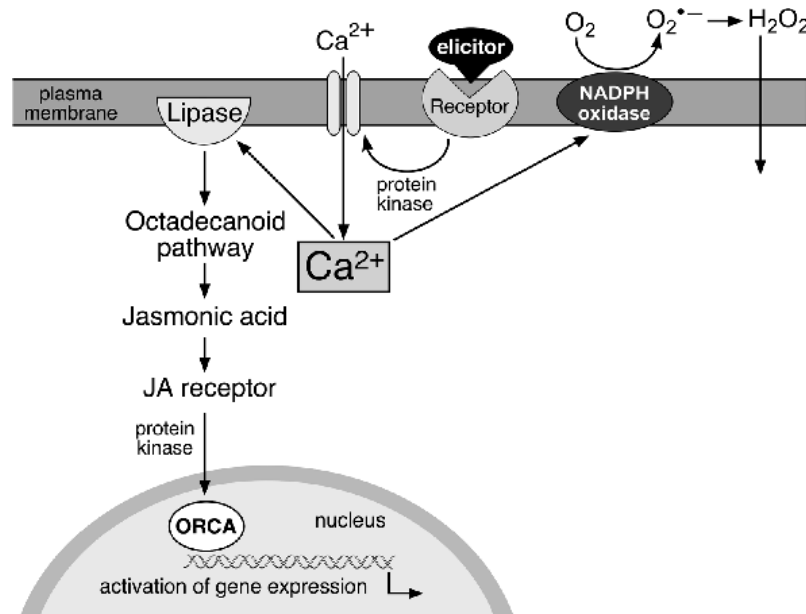 Ca²⁺
elicitor
O₂
O₂•−
H₂O₂
plasma
membrane
Lipase
Receptor
NADPH
oxidase
protein
kinase
Octadecanoid
pathway
Ca²⁺
Jasmonic acid
JA receptor
protein
kinase
ORCA
nucleus
activation of gene expression